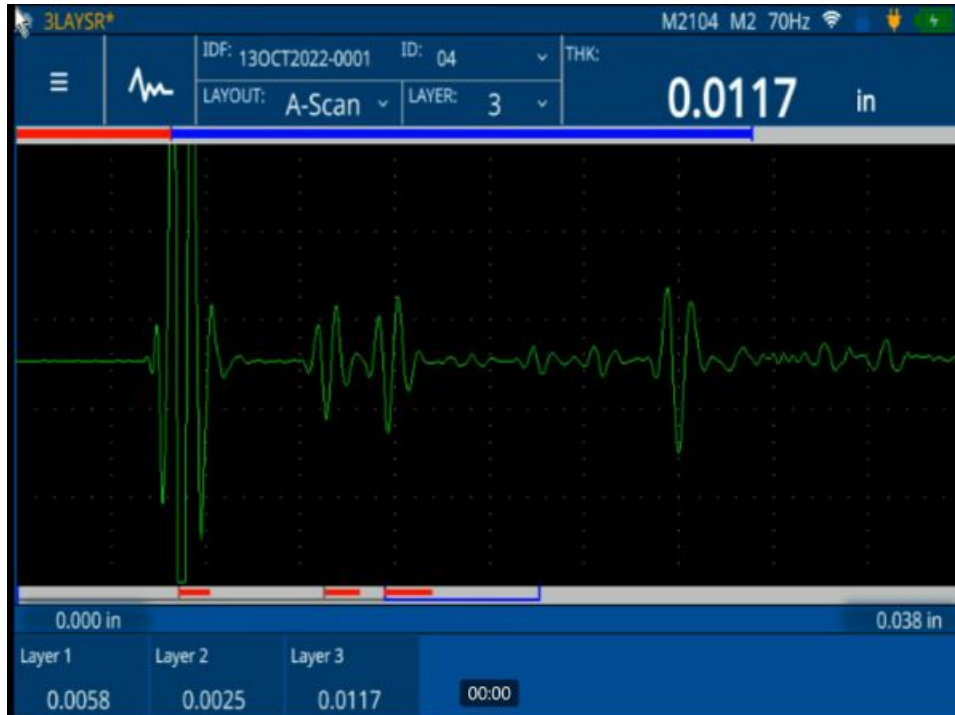 3LAYSR* M2104 M2 70Hz
IDF: 13OCT2022-0001 ID: 04 THK:
LAYOUT: A-Scan LAYER: 3 0.0117 in
0.000 in 0.038 in
Layer 1 Layer 2 Layer 3
0.0058 0.0025 0.0117 00:00